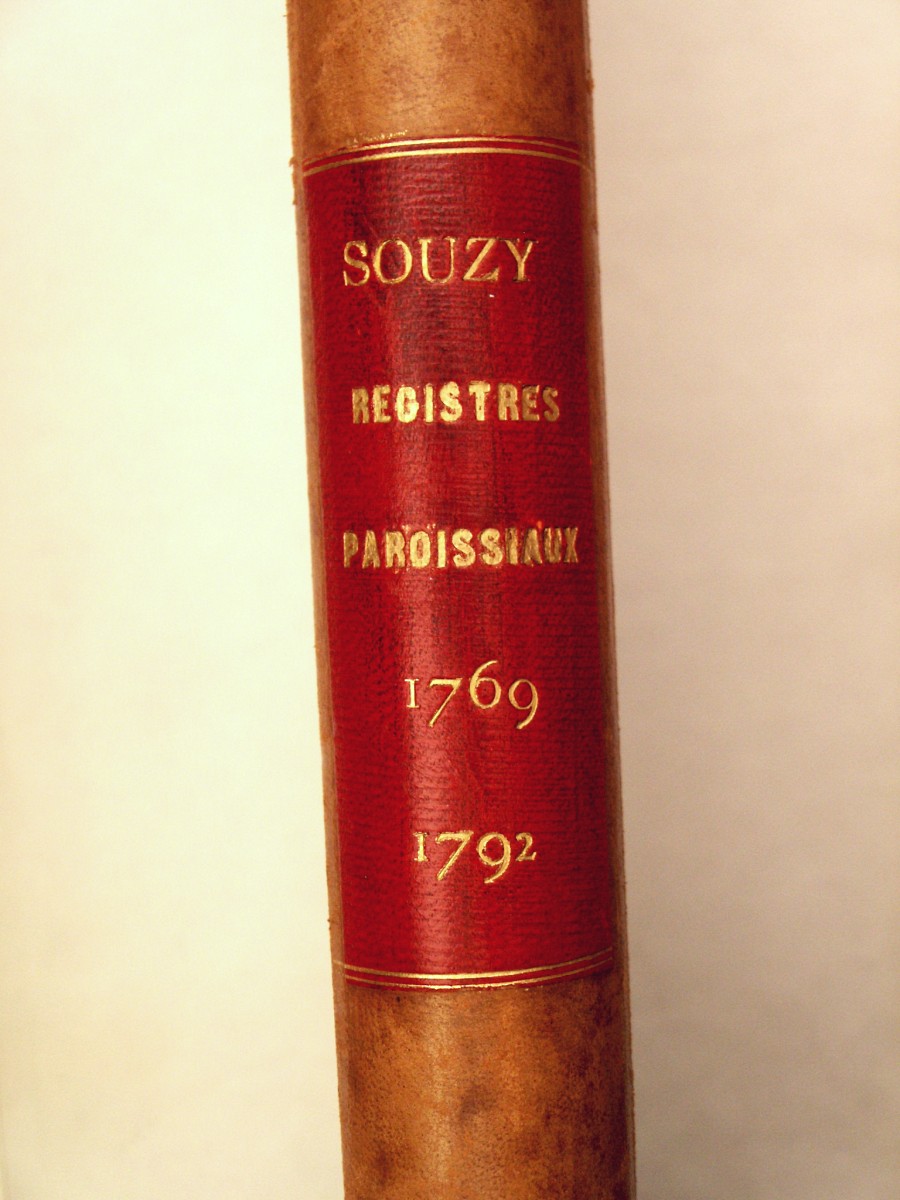 SOUZY
REGISTRES
PAROISSIAUX
1769
1792